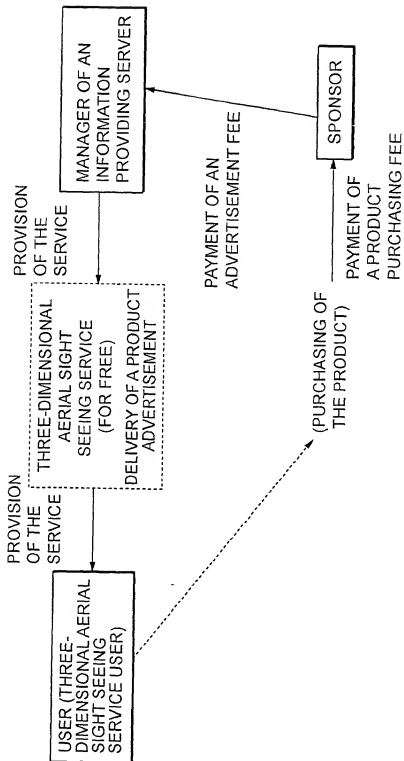 USER (THREE-
DIMENSIONAL AERIAL
SIGHT SEEING
SERVICE USER)
PROVISION
OF THE
SERVICE
THREE-DIMENSIONAL
AERIAL SIGHT
SEEING SERVICE
(FOR FREE)
DELIVERY OF A PRODUCT
ADVERTISEMENT
PROVISION
OF THE
SERVICE
MANAGER OF AN
INFORMATION
PROVIDING SERVER
PAYMENT OF AN
ADVERTISEMENT FEE
(PURCHASING OF
THE PRODUCT)
PAYMENT OF
A PRODUCT
PURCHASING FEE
SPONSOR